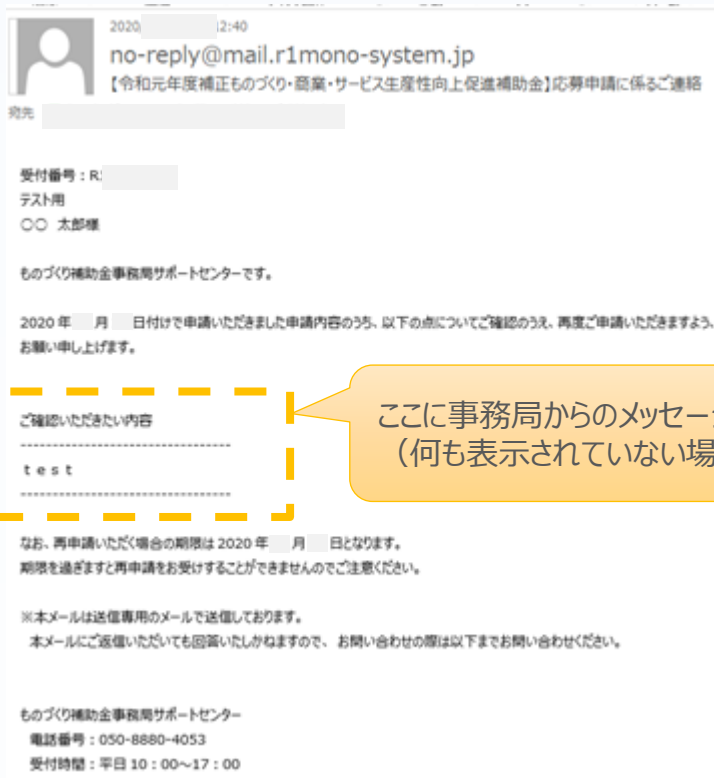 2020 2:40
no-reply@mail.r1mono-system.jp
【令和元年度補正ものづくり・商業・サービス生産性向上促進補助金】応募申請に係るご連絡
宛先
受付番号：R
テスト用
〇〇 太郎様
ものづくり補助金事務局サポートセンターです。
2020 年 月 日付けで申請いただきました申請内容のうち、以下の点についてご確認のうえ、再度ご申請いただきますよう、
お願い申し上げます。
ご確認いただきたい内容
---------------------------------
ｔｅｓｔ
---------------------------------
ここに事務局からのメッセー
（何も表示されていない場
なお、再申請いただく場合の期限は 2020 年 月 日となります。
期限を過ぎますと再申請をお受けすることができませんのでご注意ください。
※本メールは送信専用のメールで送信しております。
本メールにご返信いただいても回答いたしかねますので、お問い合わせの際は以下までお問い合わせください。
ものづくり補助金事務局サポートセンター
電話番号：050-8880-4053
受付時間：平日 10：00～17：00